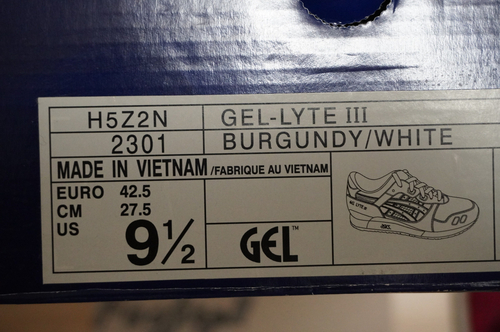 H5Z2N GEL-LYTE III
2301 BURGUNDY/WHITE
MADE IN VIETNAM /FABRIQUE AU VIETNAM
EURO 42.5
CM 27.5
US 9½
GEL™